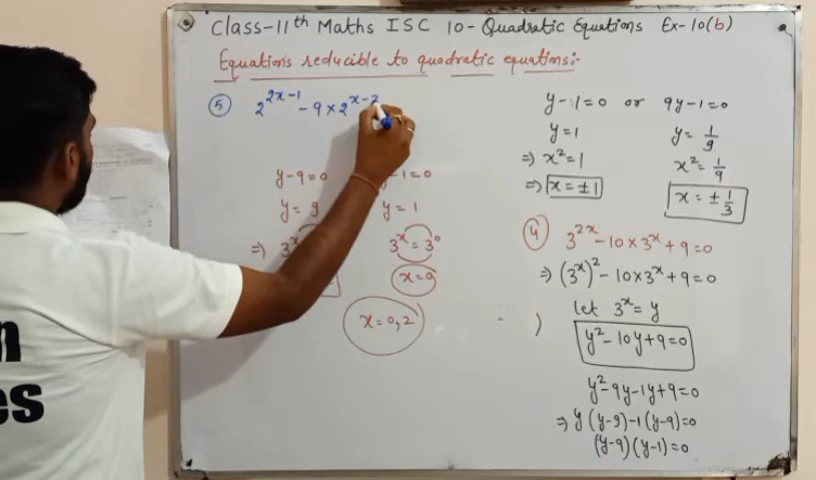 Class-11th Maths ISC 10- Quadratic Equations Ex-10(b)
Equations reducible to quadratic equations:-
⑤ 2^{2x-1} - 9 × 2^{x-2}
y-9=0
-1=0
y= 9
y=1
=> 3^x
3^x = 3^0
x=0
x=0,2
y-1=0 or 9y-1=0
y=1
y= 1/9
=> x²=1
x²= 1/9
=> x=±1
x= ± 1/3
④ 3^{2x} - 10×3^x + 9=0
=> (3^x)² - 10×3^x + 9=0
let 3^x = y
y² - 10y + 9=0
y²-9y-1y+9=0
=> y(y-9)-1(y-9)=0
(y-9)(y-1)=0
n
es